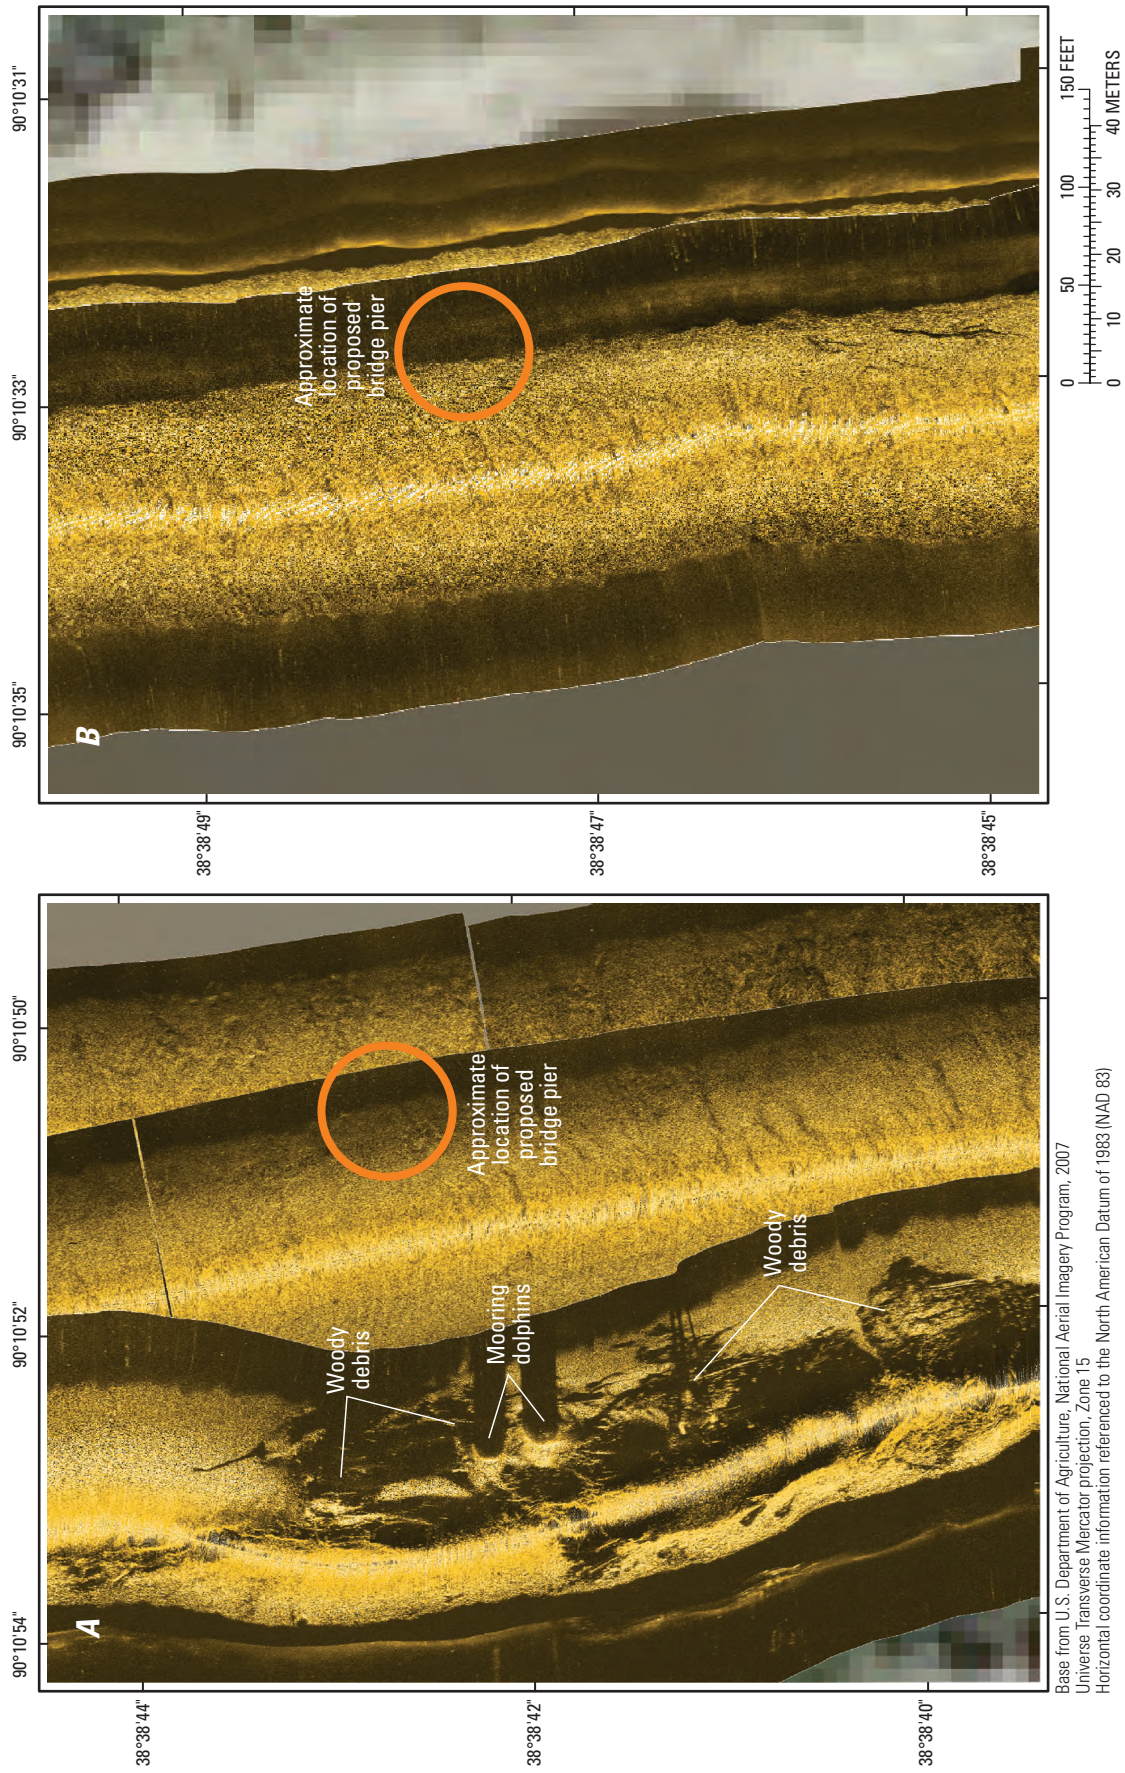 A
90°10'54"
90°10'52"
90°10'50"
38°38'44"
38°38'42"
38°38'40"
Woody
debris
Mooring
dolphins
Approximate
location of
proposed
bridge pier
Woody
debris
B
90°10'35"
90°10'33"
90°10'31"
38°38'49"
38°38'47"
38°38'45"
Approximate
location of
proposed
bridge pier
Base from U.S. Department of Agriculture, National Aerial Imagery Program, 2007
Universe Transverse Mercator projection, Zone 15
Horizontal coordinate information referenced to the North American Datum of 1983 (NAD 83)
0 50 100 150 FEET
0 10 20 30 40 METERS